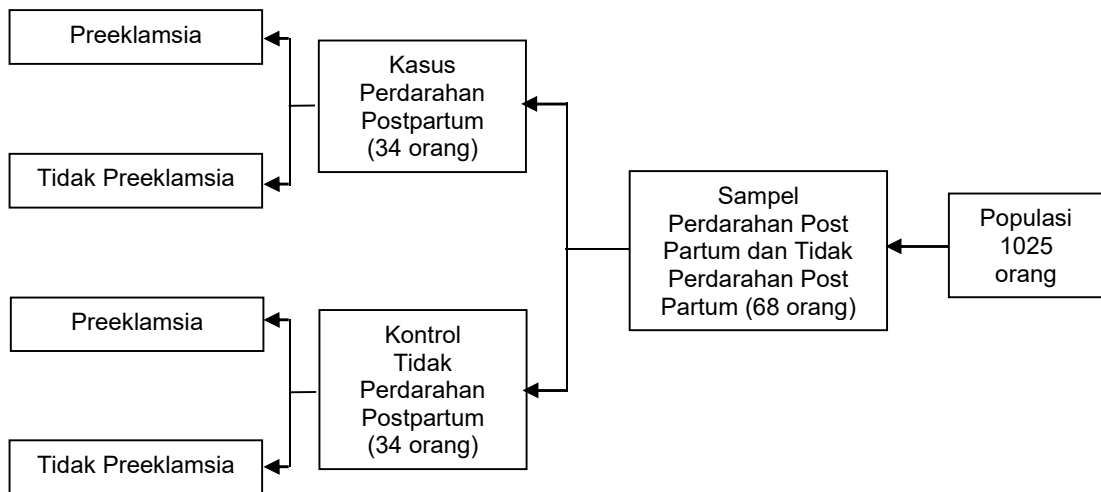 Preeklamsia
Tidak Preeklamsia
Kasus
Perdarahan
Postpartum
(34 orang)
Preeklamsia
Tidak Preeklamsia
Kontrol
Tidak
Perdarahan
Postpartum
(34 orang)
Sampel
Perdarahan Post
Partum dan Tidak
Perdarahan Post
Partum (68 orang)
Populasi
1025
orang